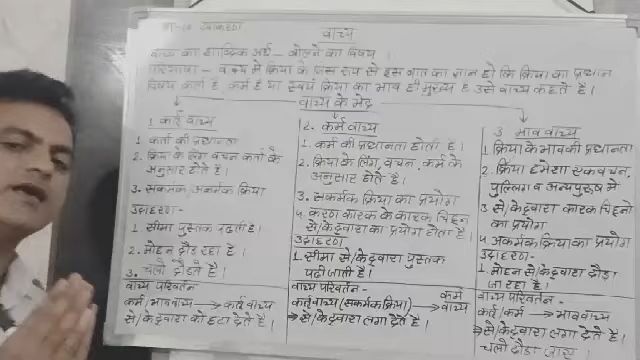 वाच्य
वाच्य का शाब्दिक अर्थ – बोलने का विषय
परिभाषा – वाक्य में क्रिया के जिस रूप से इस बात का ज्ञान हो कि क्रिया का प्रधान
विषय कर्ता है, कर्म है या स्वयं क्रिया का भाव ही मुख्य है उसे वाच्य कहते हैं।
वाच्य के भेद
1. कर्तृ वाच्य
1. कर्ता की प्रधानता
2. क्रिया के लिंग वचन कर्ता के
अनुसार होते हैं।
3. सकर्मक/अकर्मक क्रिया
उदाहरण -
1. सीमा पुस्तक पढ़ती है।
2. मोहन दौड़ रहा है।
3. चलो दौड़ते हैं।
वाच्य परिवर्तन -
कर्म/भाववाच्य → कर्तृ वाच्य
से/के द्वारा को हटा देते हैं।
2. कर्म वाच्य
1. कर्म की प्रधानता होती है।
2. क्रिया के लिंग, वचन, कर्म के
अनुसार होते हैं।
3. सकर्मक क्रिया का प्रयोग
4. करण कारक के कारक चिह्न
से/के द्वारा का प्रयोग होता है।
उदाहरण
1. सीमा से/के द्वारा पुस्तक
पढ़ी जाती है।
वाच्य परिवर्तन -
कर्तृवाच्य (सकर्मक क्रिया) → कर्म वाच्य
→ से/के द्वारा लगा देते हैं।
3. भाव वाच्य
1. क्रिया के भाव की प्रधानता
2. क्रिया हमेशा एकवचन,
पुल्लिंग व अन्य पुरुष में
3. से/के द्वारा कारक चिह्नों
का प्रयोग
4. अकर्मक क्रिया का प्रयोग
उदाहरण -
1. मोहन से/के द्वारा दौड़ा
जा रहा है।
वाच्य परिवर्तन -
कर्तृ/कर्म → भाववाच्य
→ से/के द्वारा लगा देते हैं।
चलो दौड़ा जाए।